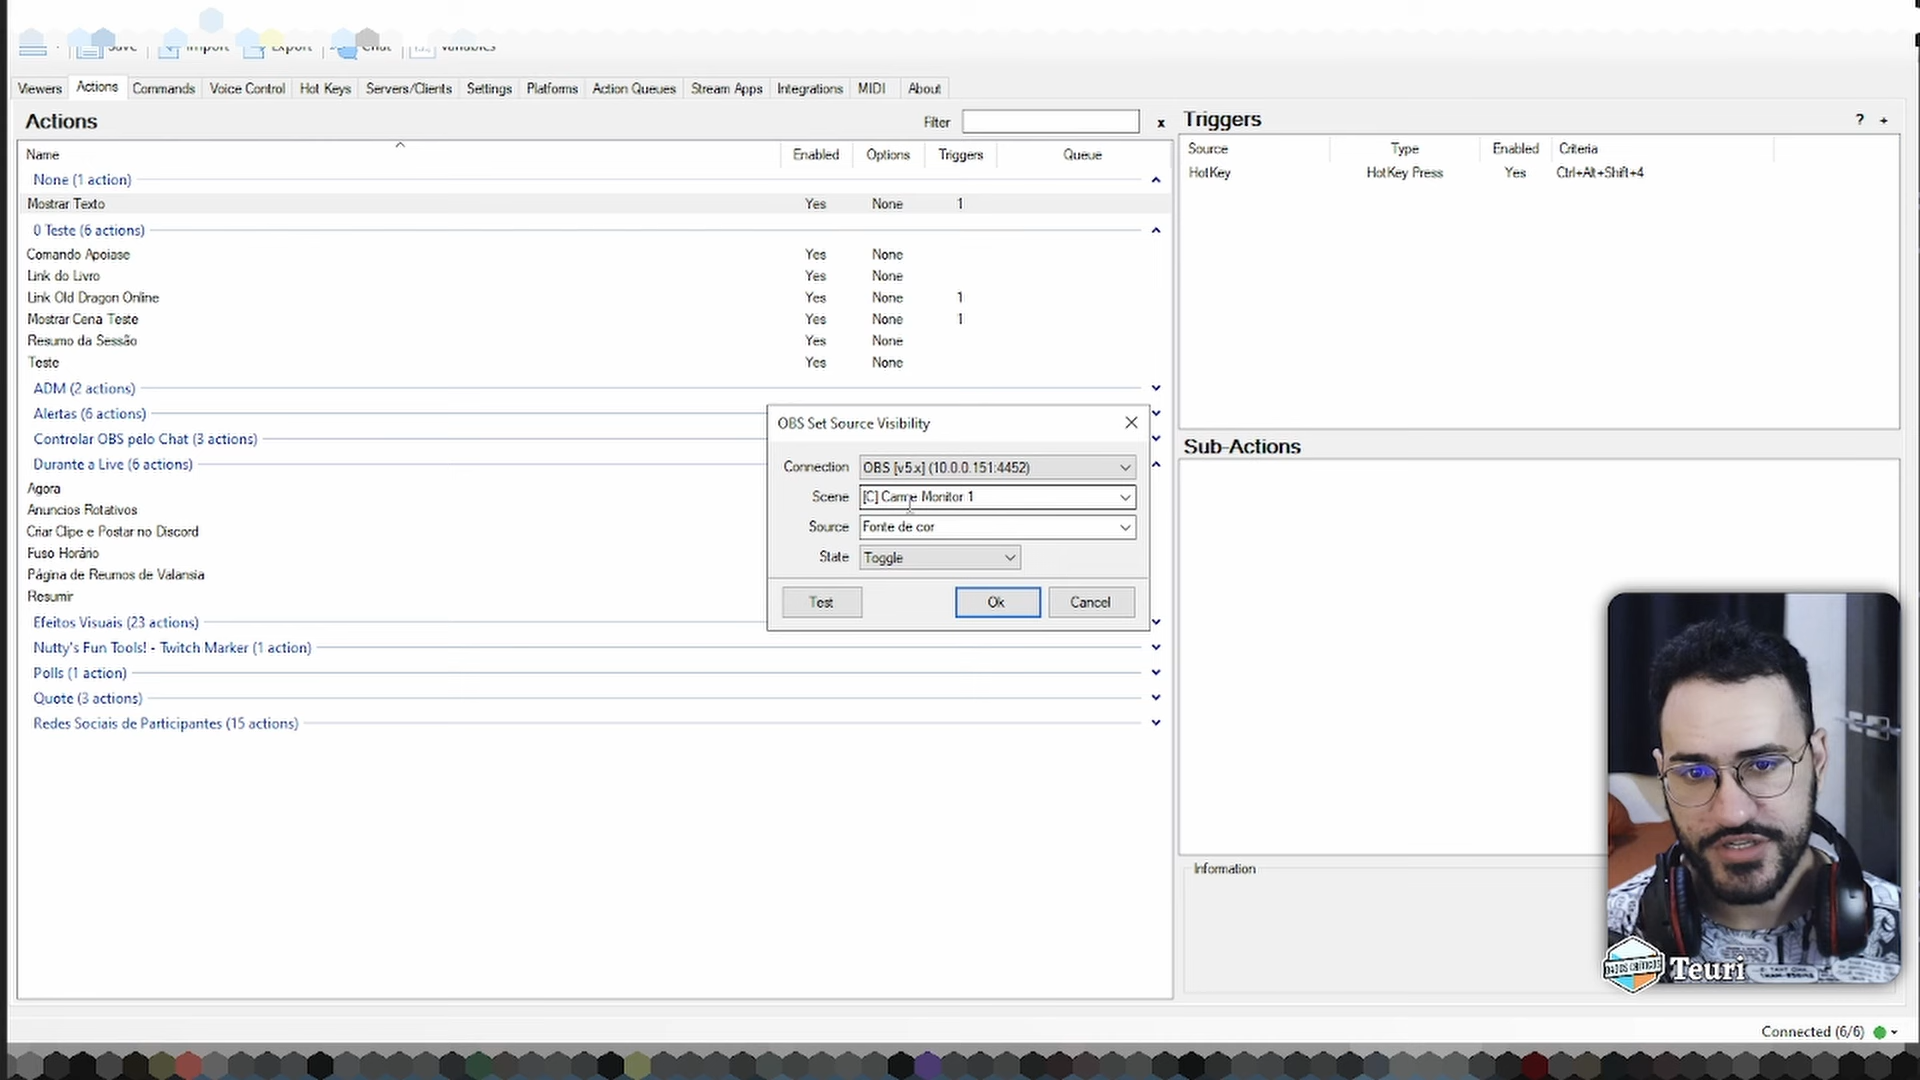 Save Import Export Chat Variables
Viewers Actions Commands Voice Control Hot Keys Servers/Clients Settings Platforms Action Queues Stream Apps Integrations MIDI About
Actions
Filter
x
Name Enabled Options Triggers Queue
None (1 action)
Mostrar Texto Yes None 1
0 Teste (6 actions)
Comando Apoiase Yes None
Link do Livro Yes None
Link Old Dragon Online Yes None 1
Mostrar Cena Teste Yes None 1
Resumo da Sessão Yes None
Teste Yes None
ADM (2 actions)
Alertas (6 actions)
Controlar OBS pelo Chat (3 actions)
Durante a Live (6 actions)
Agora
Anuncios Rotativos
Criar Clipe e Postar no Discord
Fuso Horário
Página de Reumos de Valansia
Resumir
Efeitos Visuais (23 actions)
Nutty's Fun Tools! - Twitch Marker (1 action)
Polls (1 action)
Quote (3 actions)
Redes Sociais de Participantes (15 actions)
OBS Set Source Visibility
Connection OBS [v5.x] (10.0.0.151:4452)
Scene [C] Monitor 1
Source Fonte de cor
State Toggle
Test Ok Cancel
Triggers
? +
Source Type Enabled Criteria
HotKey HotKey Press Yes Ctrl+Alt+Shift+4
Sub-Actions
Information
Teuri
Connected (6/6)